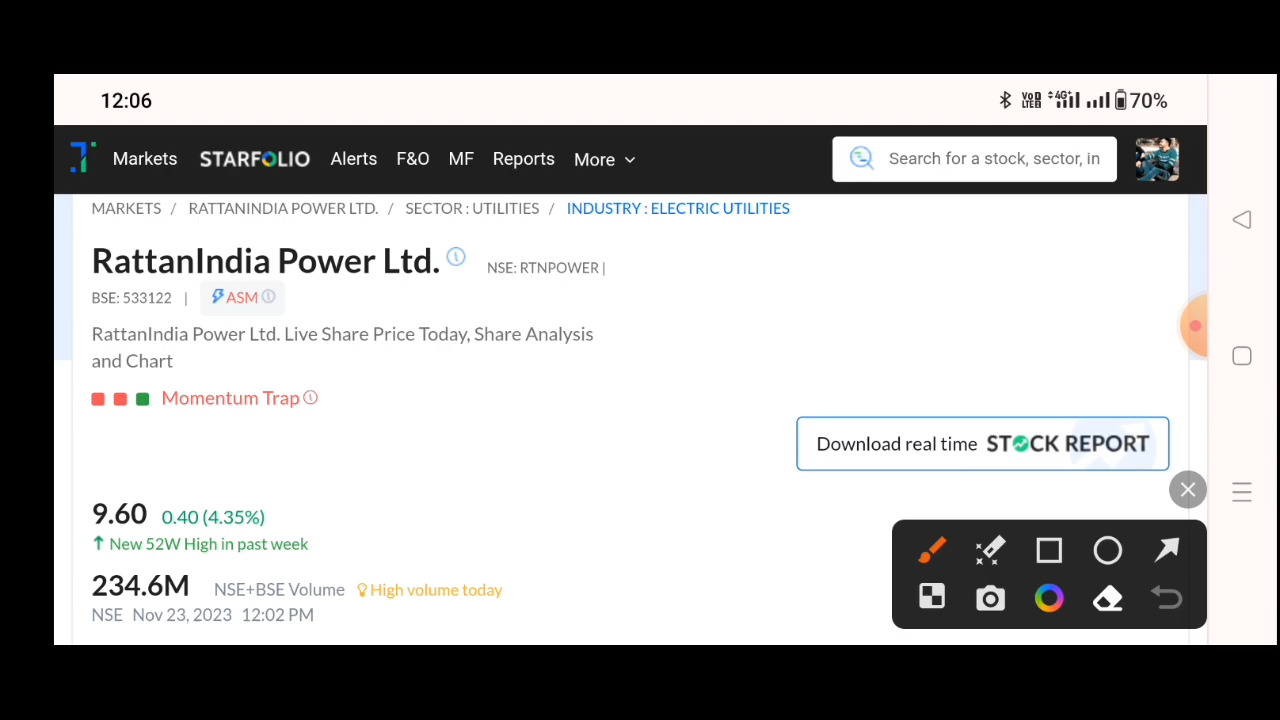 12:06 VoD LTE 4G+ 70%
Markets STARFOLIO Alerts F&O MF Reports More Search for a stock, sector, in
MARKETS / RATTANINDIA POWER LTD. / SECTOR : UTILITIES / INDUSTRY : ELECTRIC UTILITIES
RattanIndia Power Ltd. NSE: RTNPOWER |
BSE: 533122 | ASM
RattanIndia Power Ltd. Live Share Price Today, Share Analysis
and Chart
Momentum Trap
Download real time STOCK REPORT
9.60 0.40 (4.35%)
New 52W High in past week
234.6M NSE+BSE Volume High volume today
NSE Nov 23, 2023 12:02 PM